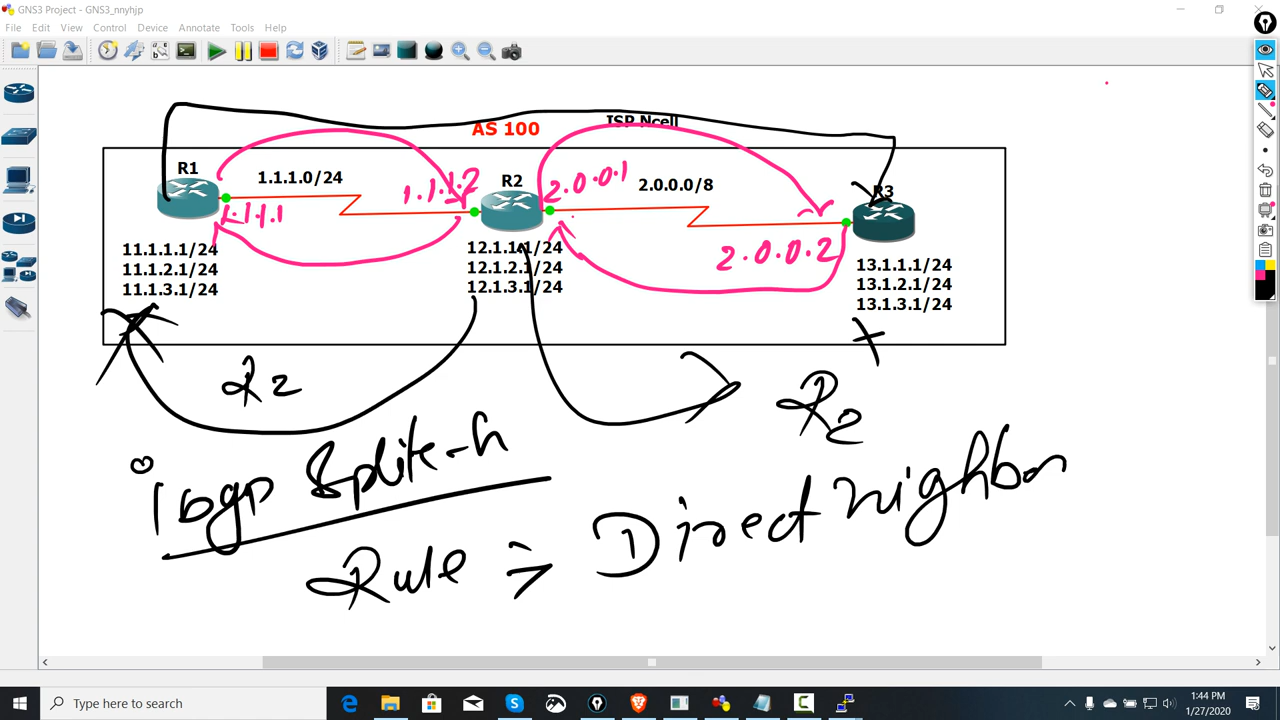 GNS3 Project - GNS3_nnyhjp
File Edit View Control Device Annotate Tools Help
ISP Ncell
AS 100
R1
R2
R3
1.1.1.0/24
2.0.0.0/8
1.1.1.2
2.0.0.1
1.1.1.1
2.0.0.2
11.1.1.1/24
11.1.2.1/24
11.1.3.1/24
12.1.1.1/24
12.1.2.1/24
12.1.3.1/24
13.1.1.1/24
13.1.2.1/24
13.1.3.1/24
R2
R2
ibgp Splite-h
Rule => Direct nighbor
Type here to search
1:44 PM
1/27/2020